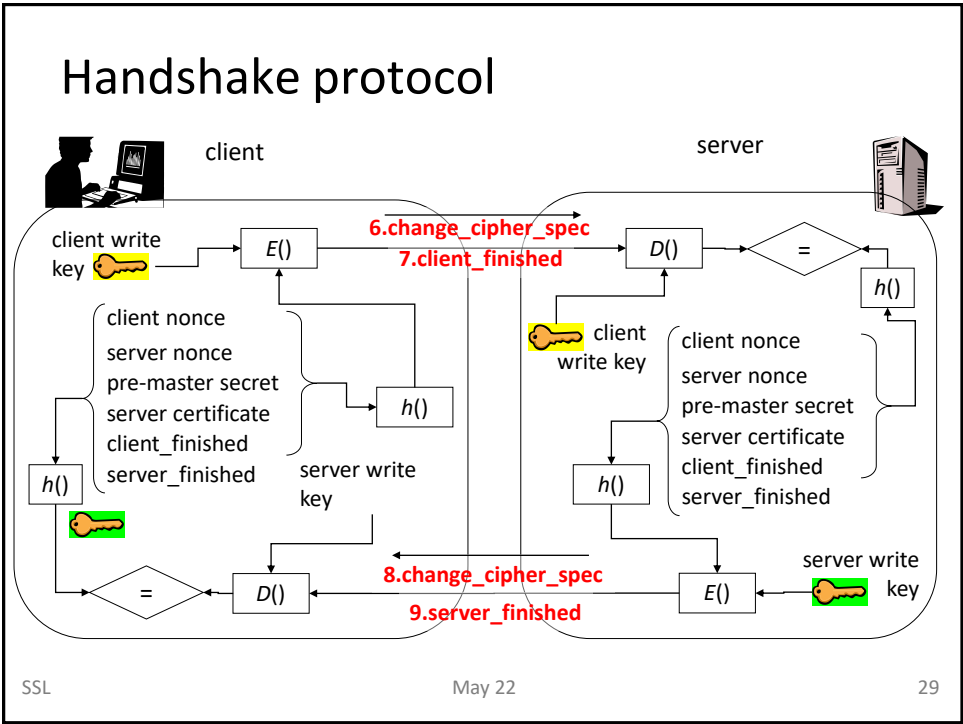 Handshake protocol
client
server
6.change_cipher_spec
7.client_finished
client write
key
E()
D()
=
h()
client nonce
server nonce
pre-master secret
server certificate
client_finished
server_finished
h()
h()
server write
key
client
write key
client nonce
server nonce
pre-master secret
server certificate
client_finished
server_finished
h()
8.change_cipher_spec
9.server_finished
=
D()
E()
server write
key
SSL
May 22
29